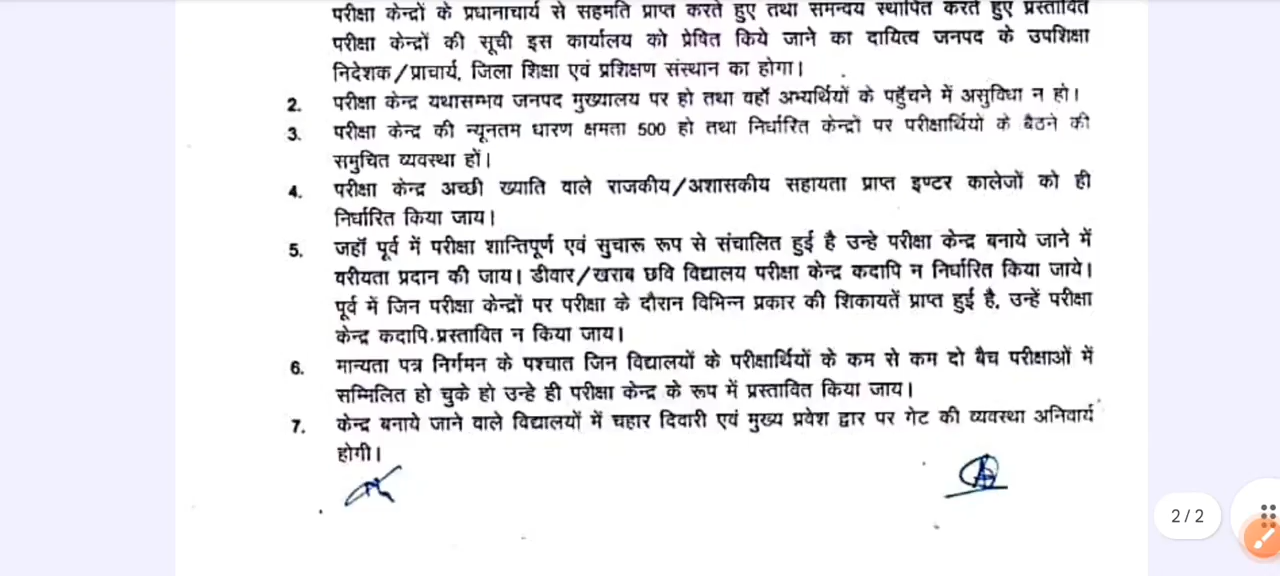 परीक्षा केन्द्रों के प्रधानाचार्य से सहमति प्राप्त करते हुए तथा समन्वय स्थापित करते हुए प्रस्तावित
परीक्षा केन्द्रों की सूची इस कार्यालय को प्रेषित किये जाने का दायित्व जनपद के उपशिक्षा
निदेशक/प्राचार्य, जिला शिक्षा एवं प्रशिक्षण संस्थान का होगा।
2. परीक्षा केन्द्र यथासम्भव जनपद मुख्यालय पर हो तथा वहाँ अभ्यर्थियों के पहुँचने में असुविधा न हो।
3. परीक्षा केन्द्र की न्यूनतम धारण क्षमता 500 हो तथा निर्धारित केन्द्रों पर परीक्षार्थियो के बैठने की
समुचित व्यवस्था हों।
4. परीक्षा केन्द्र अच्छी ख्याति वाले राजकीय/अशासकीय सहायता प्राप्त इण्टर कालेजों को ही
निर्धारित किया जाय।
5. जहाँ पूर्व में परीक्षा शान्तिपूर्ण एवं सुचारू रूप से संचालित हुई है उन्हे परीक्षा केन्द्र बनाये जाने में
वरीयता प्रदान की जाय। डीवार/खराब छवि विद्यालय परीक्षा केन्द्र कदापि न निर्धारित किया जाये।
पूर्व में जिन परीक्षा केन्द्रों पर परीक्षा के दौरान विभिन्न प्रकार की शिकायतें प्राप्त हुई है, उन्हें परीक्षा
केन्द्र कदापि प्रस्तावित न किया जाय।
6. मान्यता पत्र निर्गमन के पश्चात जिन विद्यालयों के परीक्षार्थियों के कम से कम दो बैच परीक्षाओं में
सम्मिलित हो चुके हो उन्हे ही परीक्षा केन्द्र के रूप में प्रस्तावित किया जाय।
7. केन्द्र बनाये जाने वाले विद्यालयों में चहार दिवारी एवं मुख्य प्रवेश द्वार पर गेट की व्यवस्था अनिवार्य
होगी।
2/2